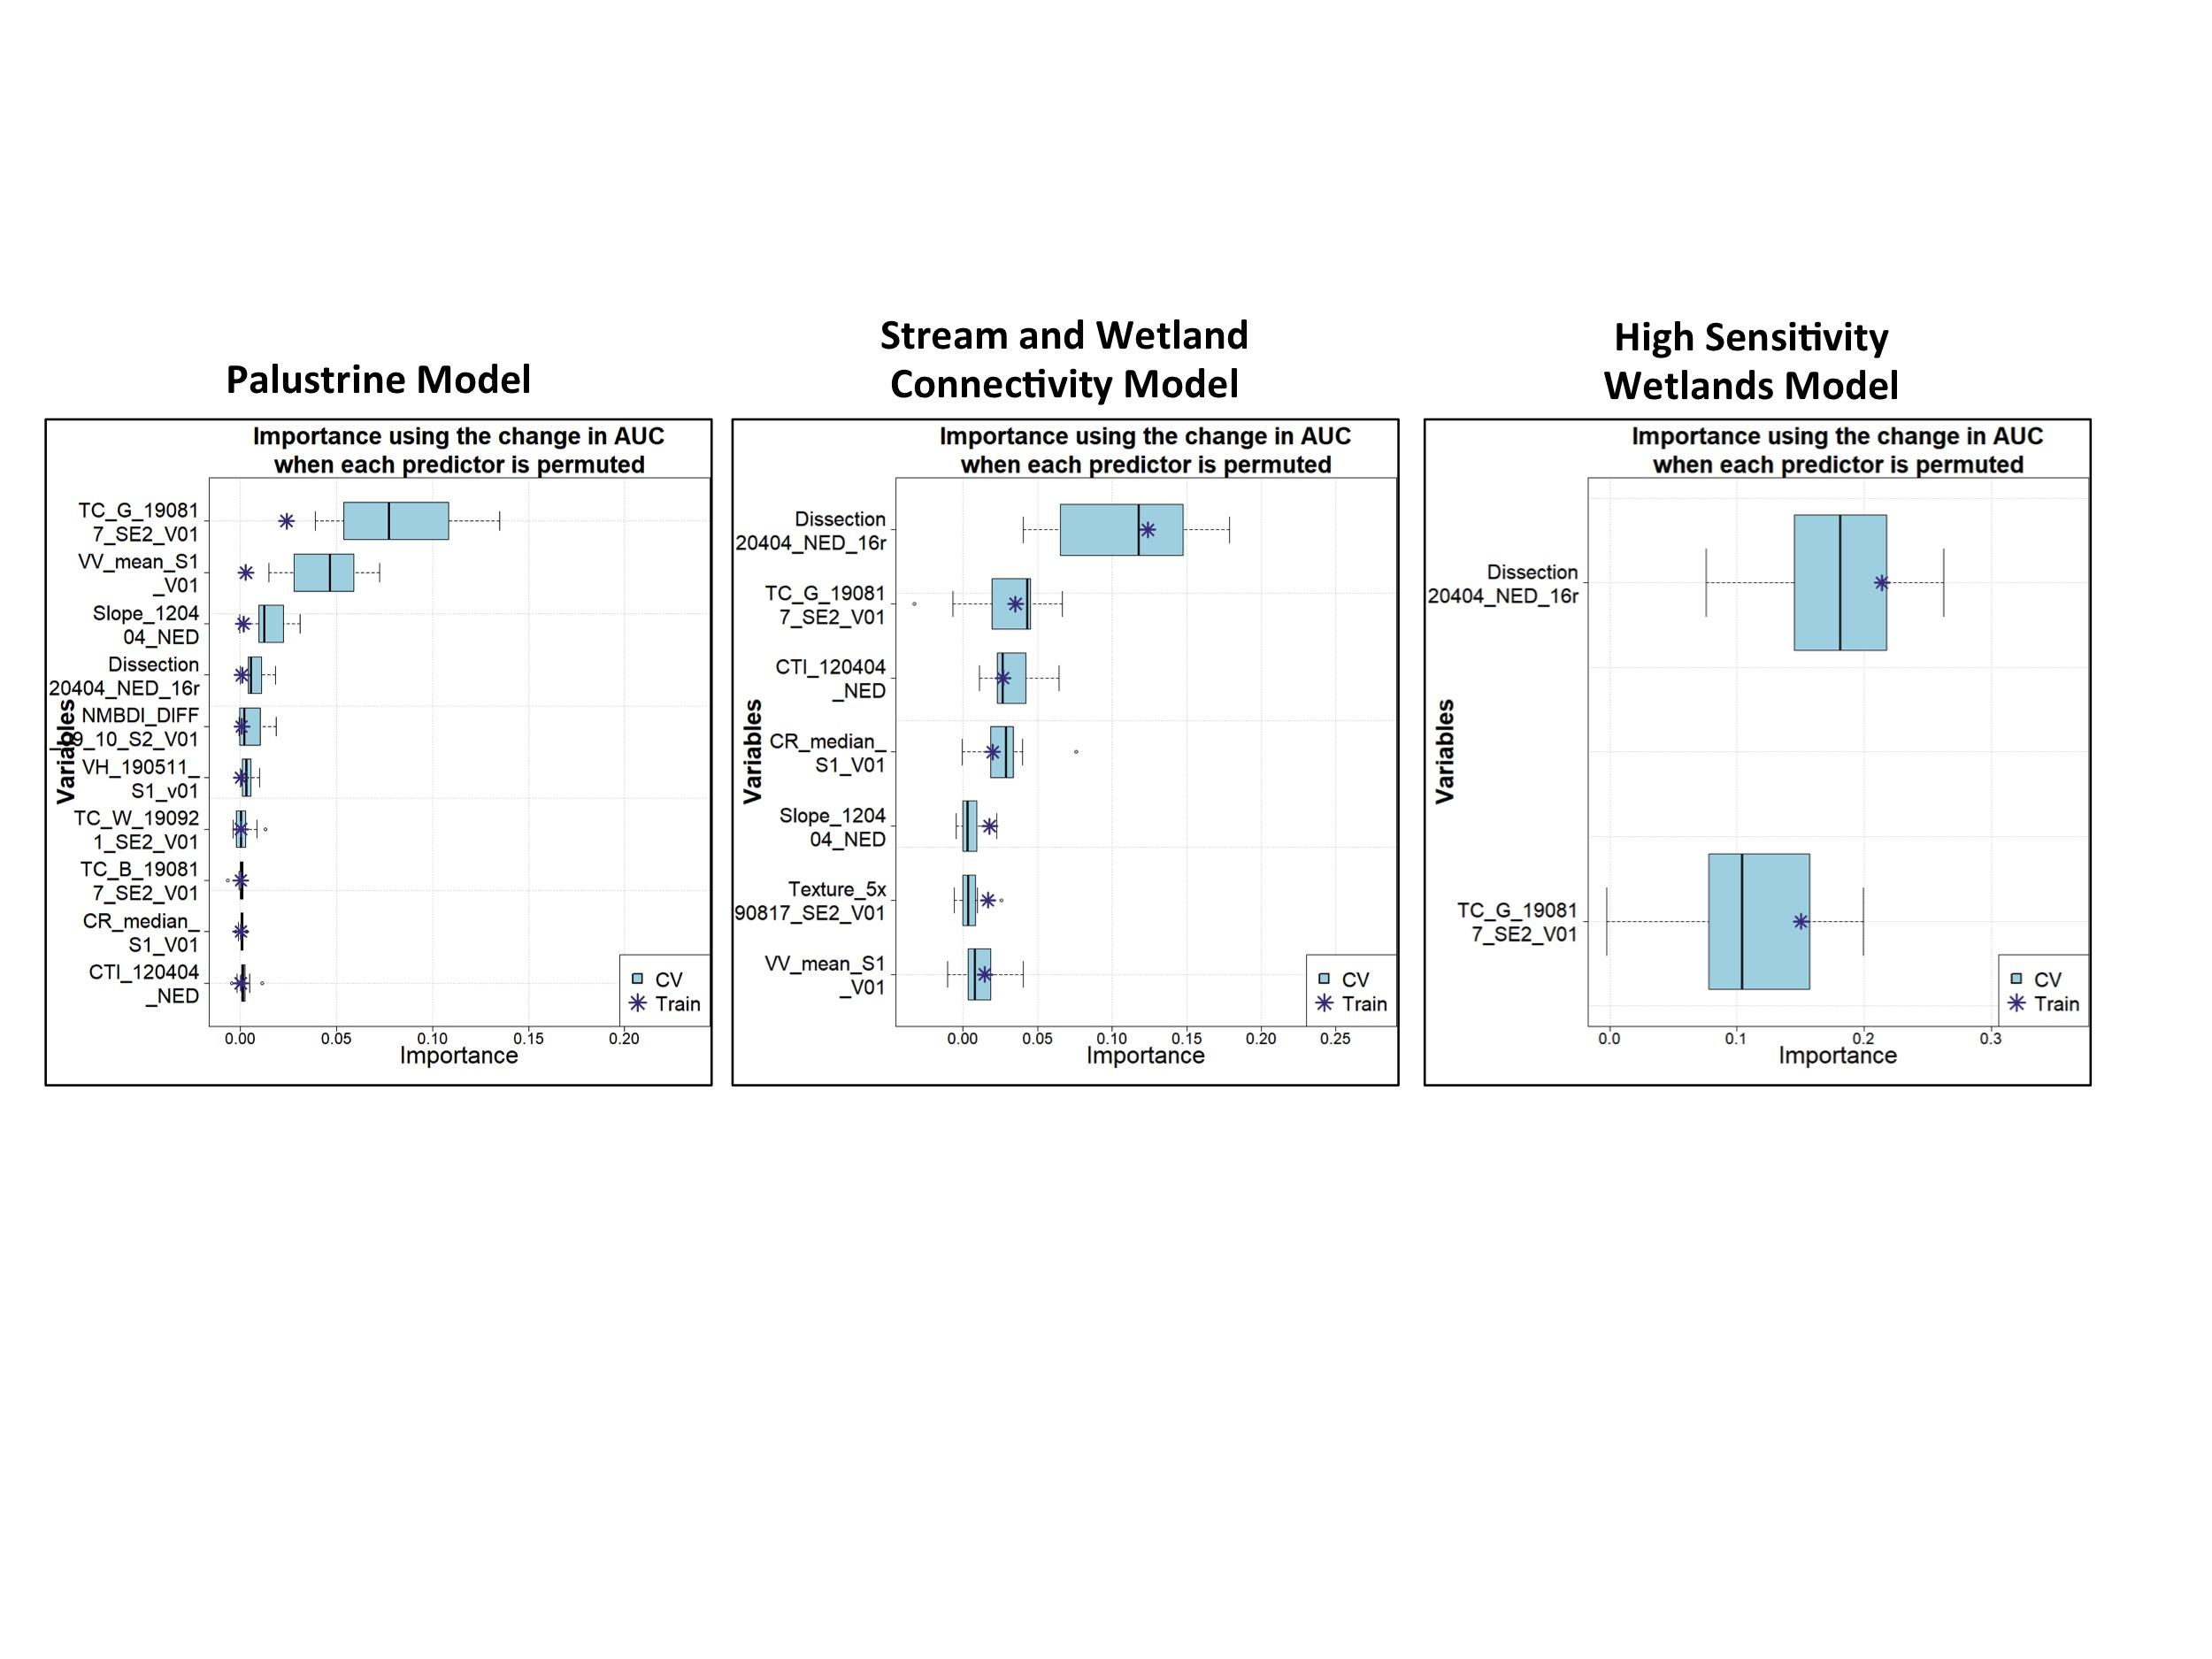 Palustrine Model
Importance using the change in AUC
when each predictor is permuted
Variables
TC_G_19081
7_SE2_V01
VV_mean_S1
_V01
Slope_1204
04_NED
Dissection
20404_NED_16r
NMBDI_DIFF
9_10_S2_V01
VH_190511_
S1_v01
TC_W_19092
1_SE2_V01
TC_B_19081
7_SE2_V01
CR_median_
S1_V01
CTI_120404
_NED
CV
Train
0.00 0.05 0.10 0.15 0.20
Importance
Stream and Wetland
Connectivity Model
Importance using the change in AUC
when each predictor is permuted
Variables
Dissection
20404_NED_16r
TC_G_19081
7_SE2_V01
CTI_120404
_NED
CR_median_
S1_V01
Slope_1204
04_NED
Texture_5x
90817_SE2_V01
VV_mean_S1
_V01
CV
Train
0.00 0.05 0.10 0.15 0.20 0.25
Importance
High Sensitivity
Wetlands Model
Importance using the change in AUC
when each predictor is permuted
Variables
Dissection
20404_NED_16r
TC_G_19081
7_SE2_V01
CV
Train
0.0 0.1 0.2 0.3
Importance